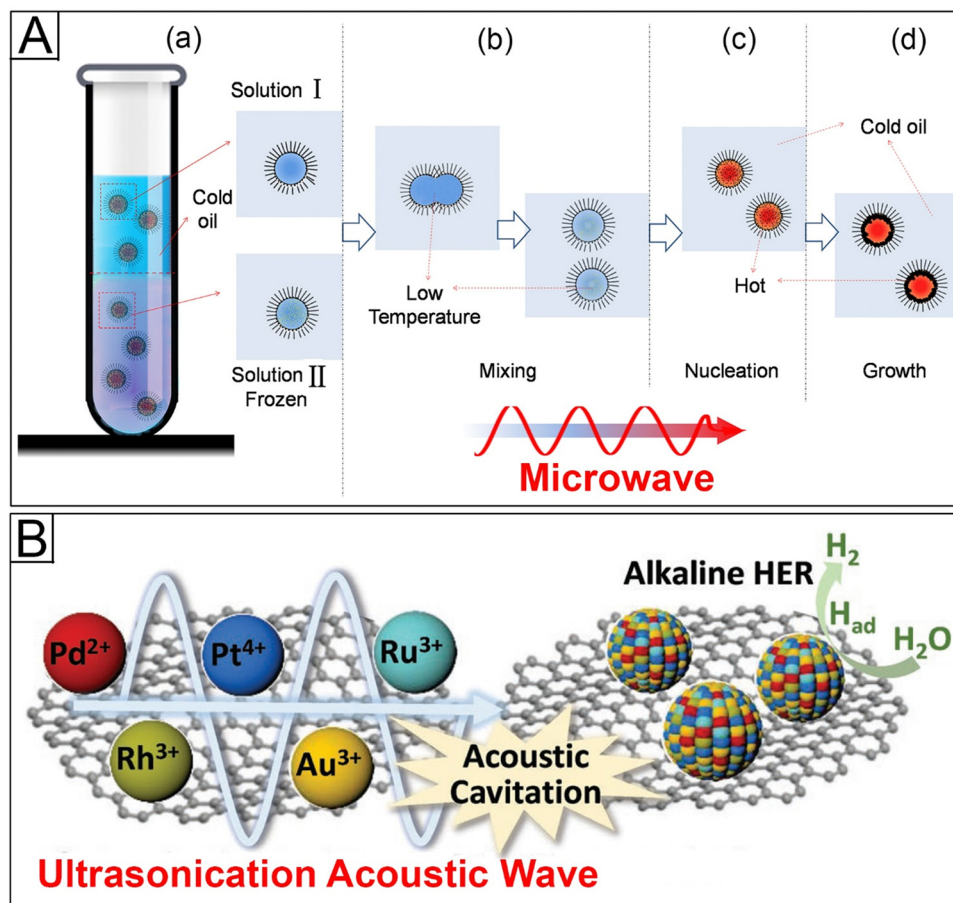 A
(a)
(b)
(c)
(d)
Solution I
Cold
oil
Solution II
Frozen
Low
Temperature
Mixing
Cold oil
Hot
Nucleation
Growth
Microwave
B
Pd2+
Pt4+
Ru3+
Rh3+
Au3+
Acoustic
Cavitation
Alkaline HER
H2
Had
H2O
Ultrasonication Acoustic Wave